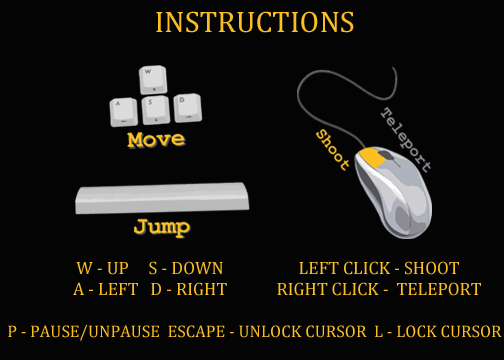 INSTRUCTIONS
W
A S D
Move
Shoot
Teleport
Jump
W - UP S - DOWN
A - LEFT D - RIGHT
LEFT CLICK - SHOOT
RIGHT CLICK - TELEPORT
P - PAUSE/UNPAUSE ESCAPE - UNLOCK CURSOR L - LOCK CURSOR